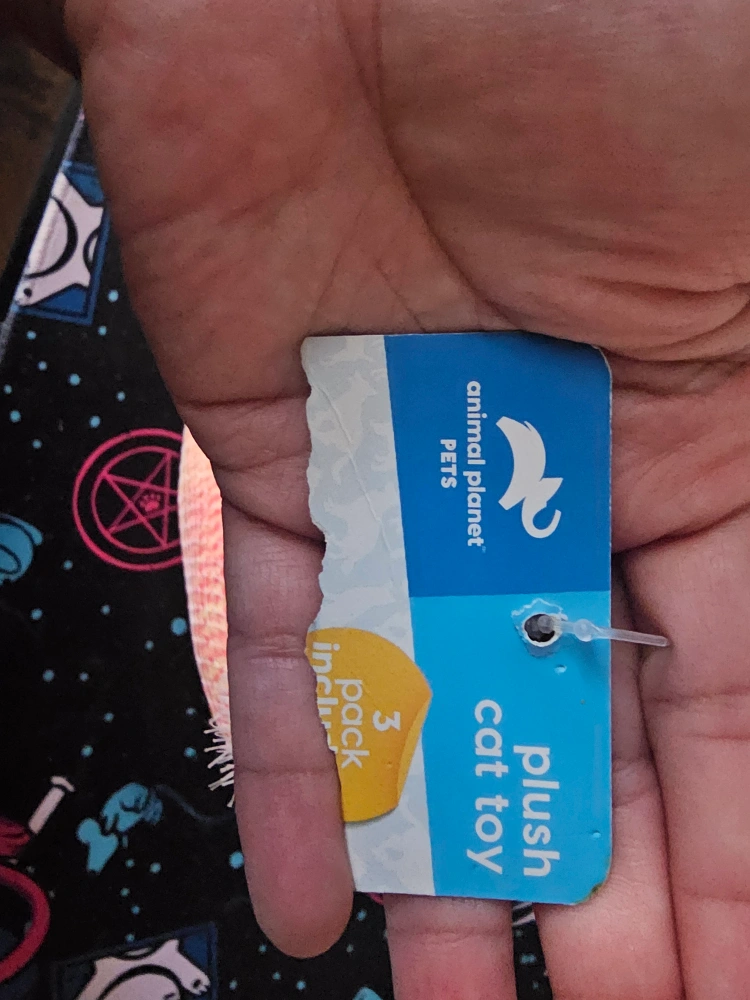 animal planet
PETS
plush
cat toy
3
pack